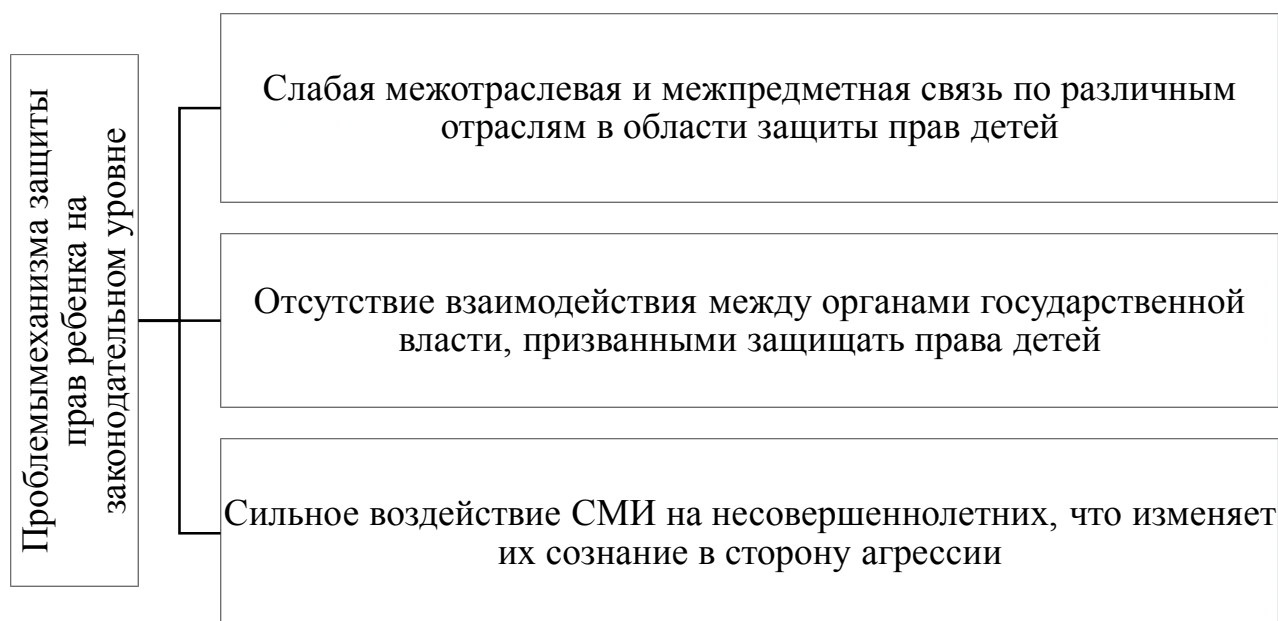 Проблемымеханизма защиты
прав ребенка на
законодательном уровне
Слабая межотраслевая и межпредметная связь по различным
отраслям в области защиты прав детей
Отсутствие взаимодействия между органами государственной
власти, призванными защищать права детей
Сильное воздействие СМИ на несовершеннолетних, что изменяет
их сознание в сторону агрессии